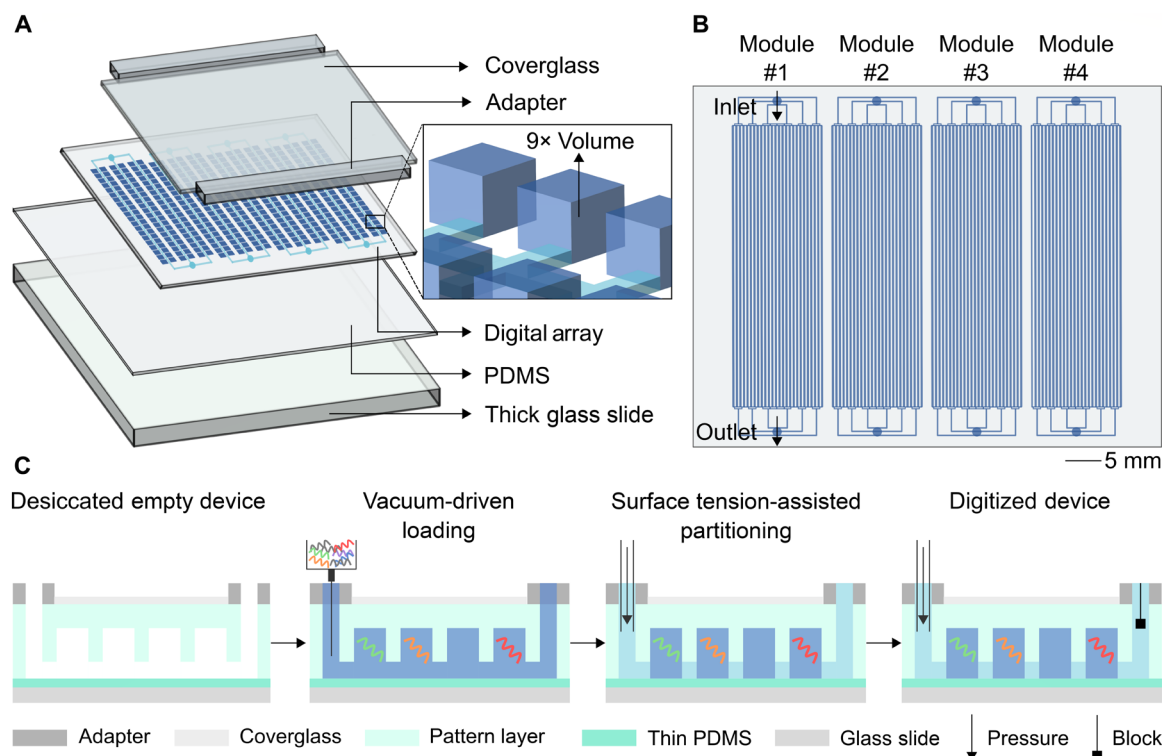 A
Coverglass
Adapter
9× Volume
Digital array
PDMS
Thick glass slide
B
Module
#1
Module
#2
Module
#3
Module
#4
Inlet
Outlet
5 mm
C
Desiccated empty device
Vacuum-driven
loading
Surface tension-assisted
partitioning
Digitized device
Adapter
Coverglass
Pattern layer
Thin PDMS
Glass slide
Pressure
Block